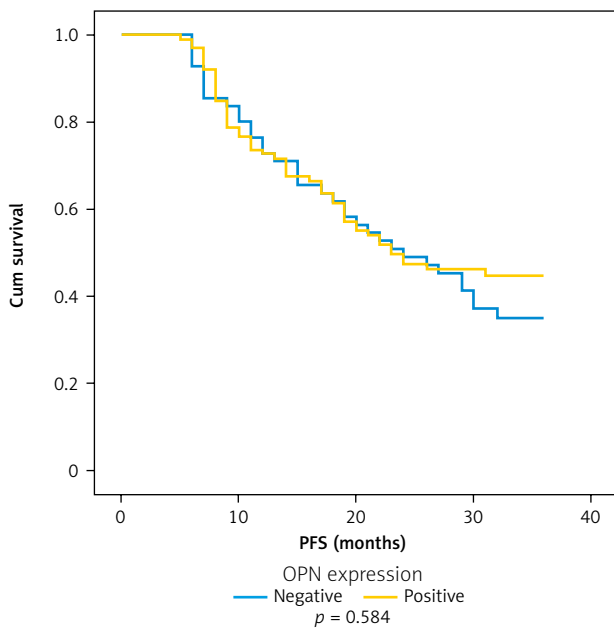 1.0
0.8
0.6
0.4
0.2
0
Cum survival
0 10 20 30 40
PFS (months)
OPN expression
Negative Positive
p = 0.584